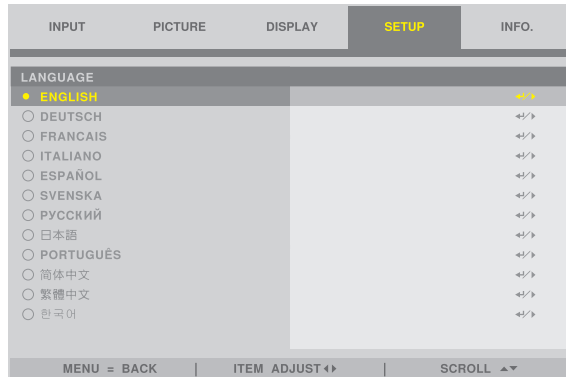 INPUT PICTURE DISPLAY SETUP INFO.
LANGUAGE
ENGLISH
DEUTSCH
FRANCAIS
ITALIANO
ESPAÑOL
SVENSKA
РУССКИЙ
日本語
PORTUGUÊS
简体中文
繁體中文
한국어
MENU = BACK | ITEM ADJUST | SCROLL